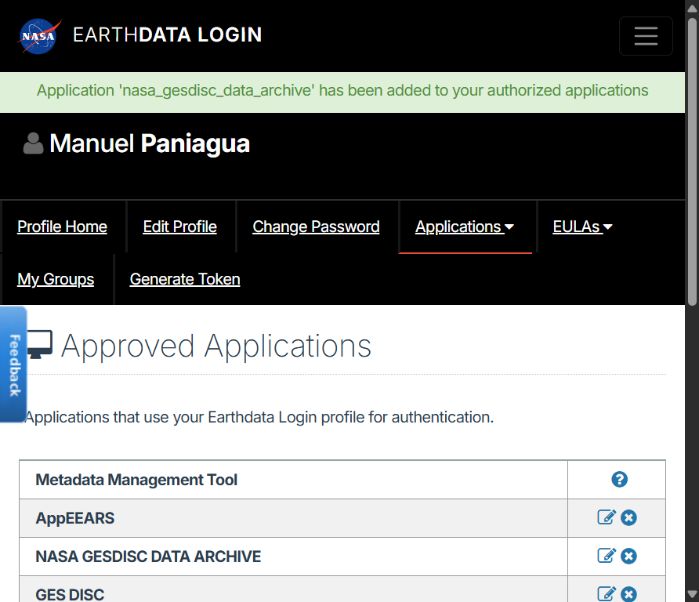 NASA
EARTHDATA LOGIN
Application 'nasa_gesdisc_data_archive' has been added to your authorized applications
Manuel Paniagua
Profile Home Edit Profile Change Password Applications EULAs
My Groups Generate Token
Feedback
Approved Applications
Applications that use your Earthdata Login profile for authentication.
Metadata Management Tool
AppEEARS
NASA GESDISC DATA ARCHIVE
GES DISC